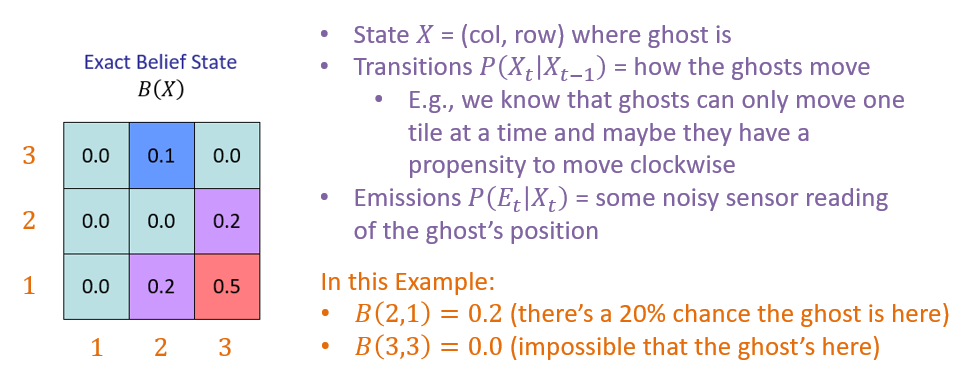 Exact Belief State
B(X)
3 0.0 0.1 0.0
2 0.0 0.0 0.2
1 0.0 0.2 0.5
1 2 3
• State X = (col, row) where ghost is
• Transitions P(Xₜ|Xₜ₋₁) = how the ghosts move
• E.g., we know that ghosts can only move one
tile at a time and maybe they have a
propensity to move clockwise
• Emissions P(Eₜ|Xₜ) = some noisy sensor reading
of the ghost's position
In this Example:
• B(2,1) = 0.2 (there's a 20% chance the ghost is here)
• B(3,3) = 0.0 (impossible that the ghost's here)